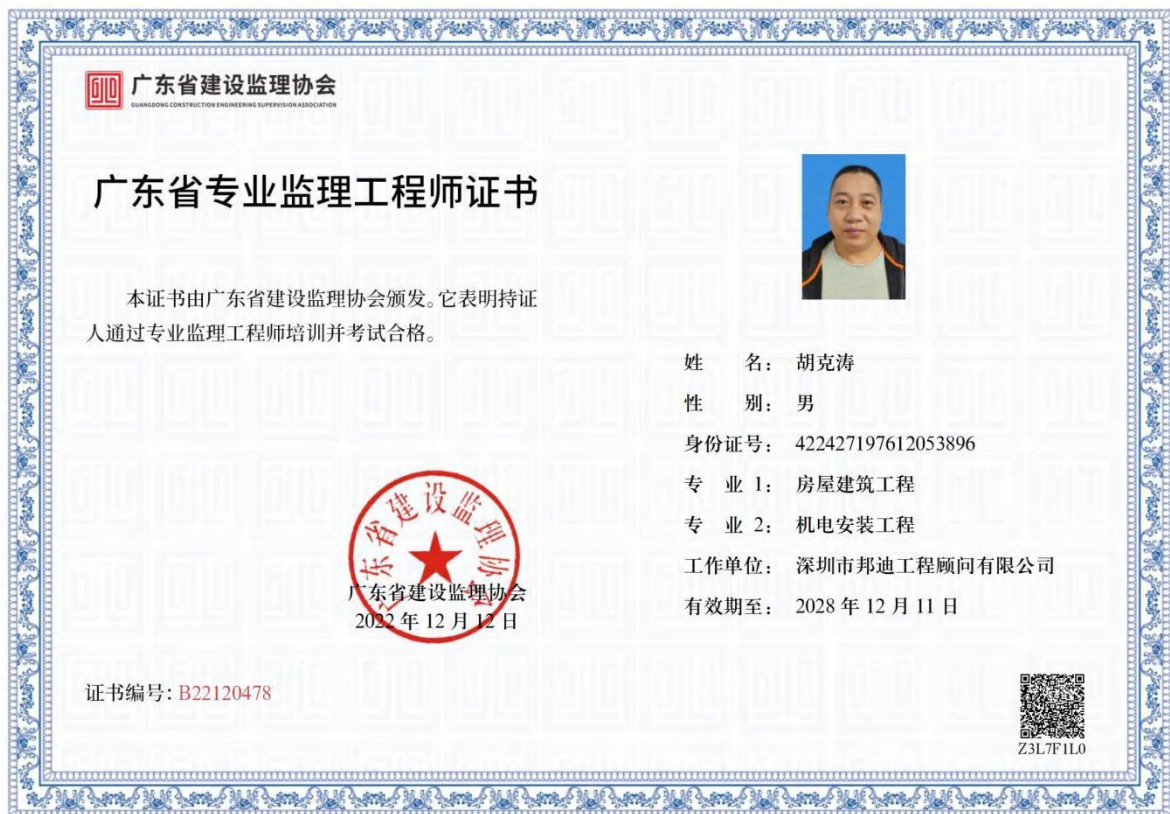 广东省建设监理协会
GUANGDONG CONSTRUCTION ENGINEERING SUPERVISION ASSOCIATION
广东省专业监理工程师证书
本证书由广东省建设监理协会颁发。它表明持证
人通过专业监理工程师培训并考试合格。
姓 名： 胡克涛
性 别： 男
身份证号： 422427197612053896
专 业 1： 房屋建筑工程
专 业 2： 机电安装工程
工作单位： 深圳市邦迪工程顾问有限公司
有效期至： 2028 年 12 月 11 日
广东省建设监理协会
广东省建设监理协会
2022 年 12 月 12 日
证书编号：B22120478
Z3L7F1L0